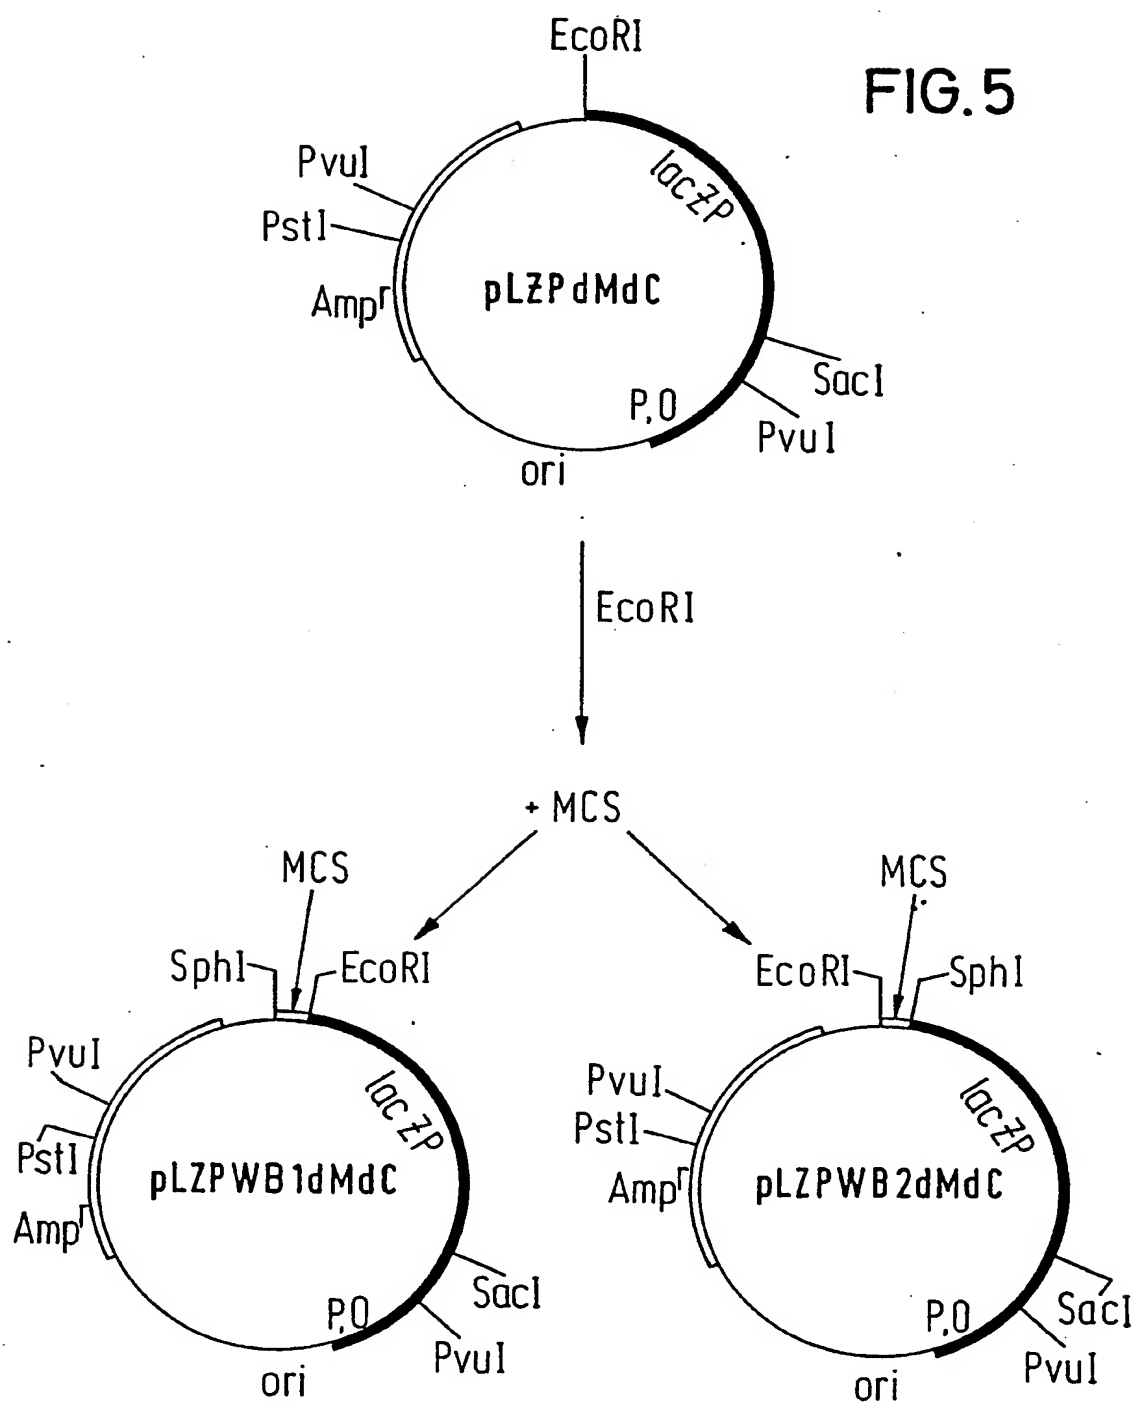 EcoRI
FIG. 5
lacZP
PvuI
PstI
Ampr
pLZPdMdC
SacI
P,O
PvuI
ori
EcoRI
+ MCS
MCS
MCS
SphI
EcoRI
EcoRI
SphI
PvuI
lacZP
PvuI
lacZP
PstI
PstI
pLZPWB1dMdC
Ampr
pLZPWB2dMdC
Ampr
SacI
SacI
P,O
PvuI
P,O
PvuI
ori
ori